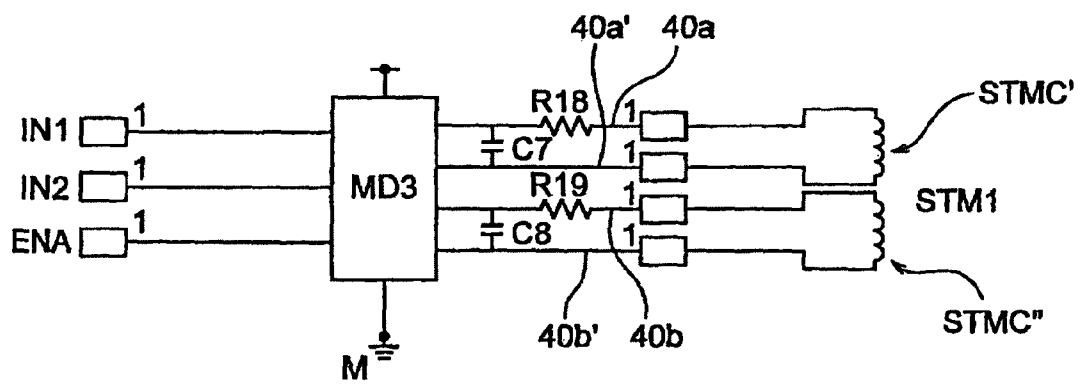 40a' 40a
R18
IN1 1
1 STMC'
C7
IN2 1
MD3
1
R19
1 STM1
ENA 1
C8
1
40b' 40b
STMC"
M